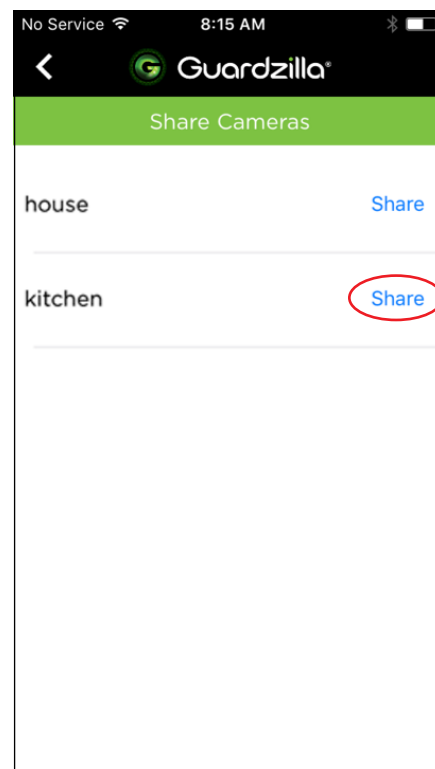 No Service 8:15 AM
G Guardzilla®
Share Cameras
house Share
kitchen Share